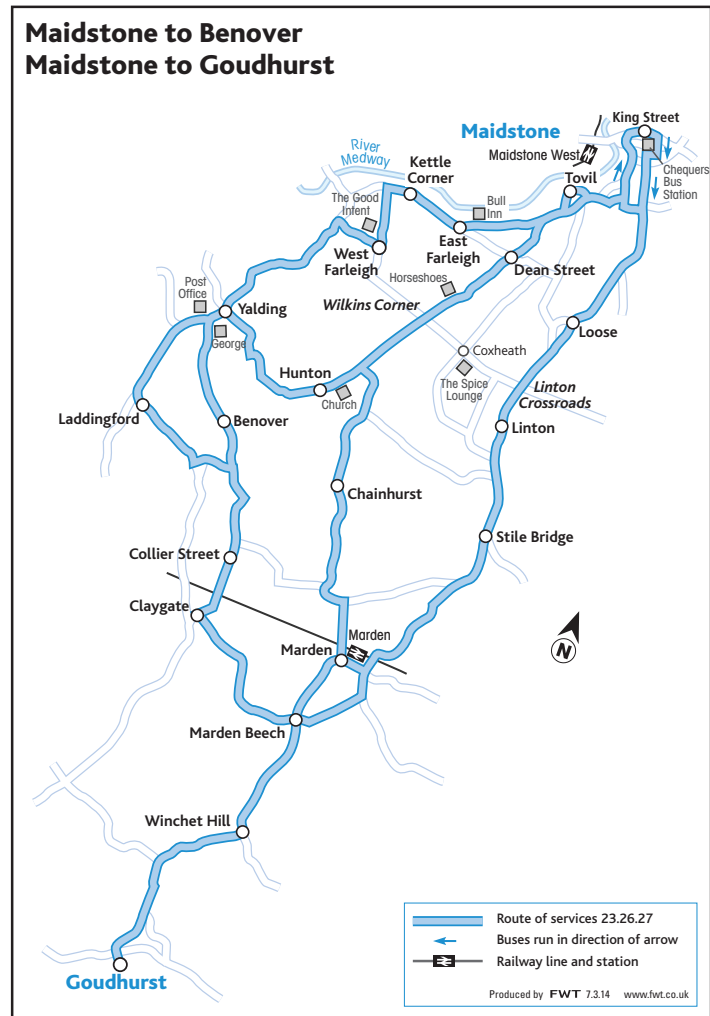 Maidstone to Benover
Maidstone to Goudhurst
King Street
Maidstone
River
Medway
Maidstone West
Chequers
Bus
Station
Kettle
Corner
Tovil
The Good
Intent
Bull
Inn
West
Farleigh
East
Farleigh
Dean Street
Post
Office
Horseshoes
Yalding
Wilkins Corner
George
Loose
Coxheath
Hunton
The Spice
Lounge
Church
Linton
Crossroads
Laddingford
Benover
Linton
Chainhurst
Stile Bridge
Collier Street
Claygate
Marden
Marden
N
Marden Beech
Winchet Hill
Goudhurst
Route of services 23.26.27
Buses run in direction of arrow
Railway line and station
Produced by FWT 7.3.14 www.fwt.co.uk